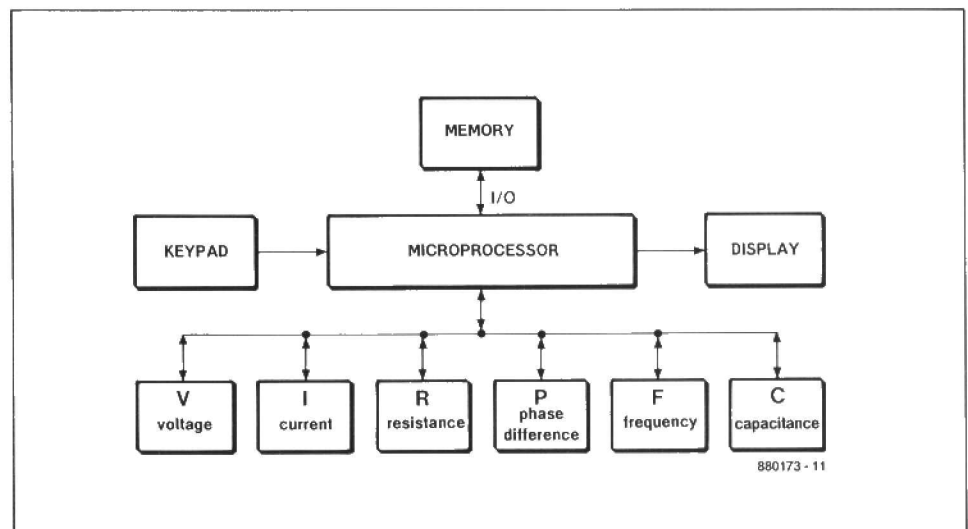 MEMORY
I/O
KEYPAD
MICROPROCESSOR
DISPLAY
V
voltage
I
current
R
resistance
P
phase
difference
F
frequency
C
capacitance
880173 - 11